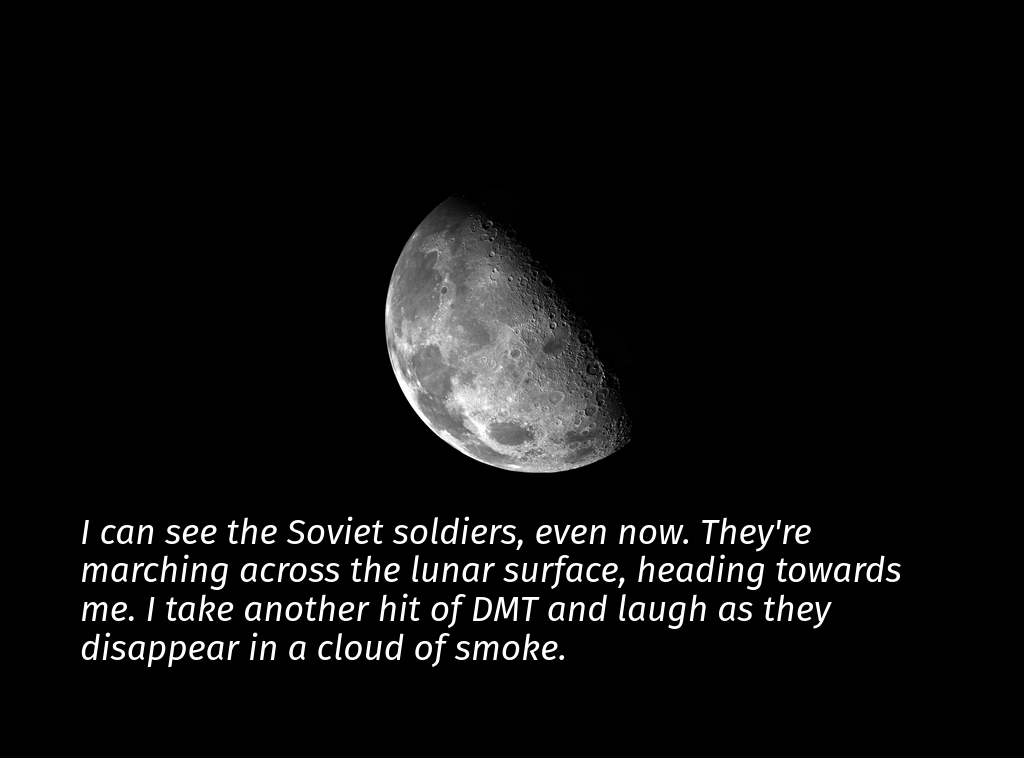 I can see the Soviet soldiers, even now. They're
marching across the lunar surface, heading towards
me. I take another hit of DMT and laugh as they
disappear in a cloud of smoke.